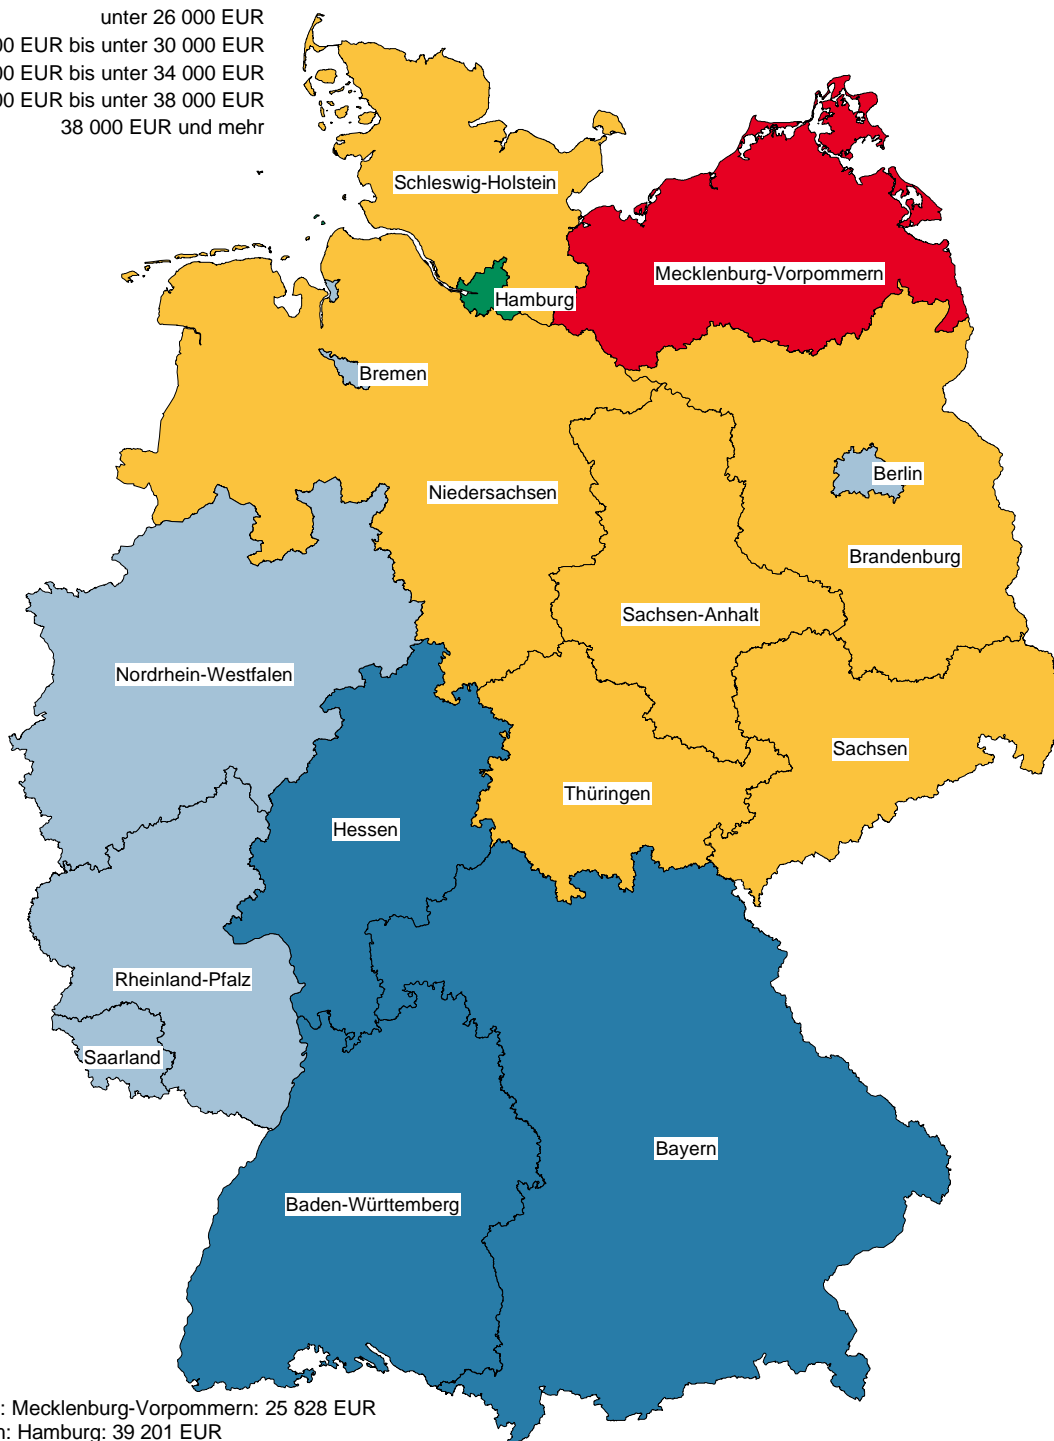 unter 26 000 EUR
00 EUR bis unter 30 000 EUR
00 EUR bis unter 34 000 EUR
00 EUR bis unter 38 000 EUR
38 000 EUR und mehr
Schleswig-Holstein
Mecklenburg-Vorpommern
Hamburg
Bremen
Berlin
Niedersachsen
Brandenburg
Sachsen-Anhalt
Nordrhein-Westfalen
Sachsen
Thüringen
Hessen
Rheinland-Pfalz
Saarland
Bayern
Baden-Württemberg
: Mecklenburg-Vorpommern: 25 828 EUR
n: Hamburg: 39 201 EUR